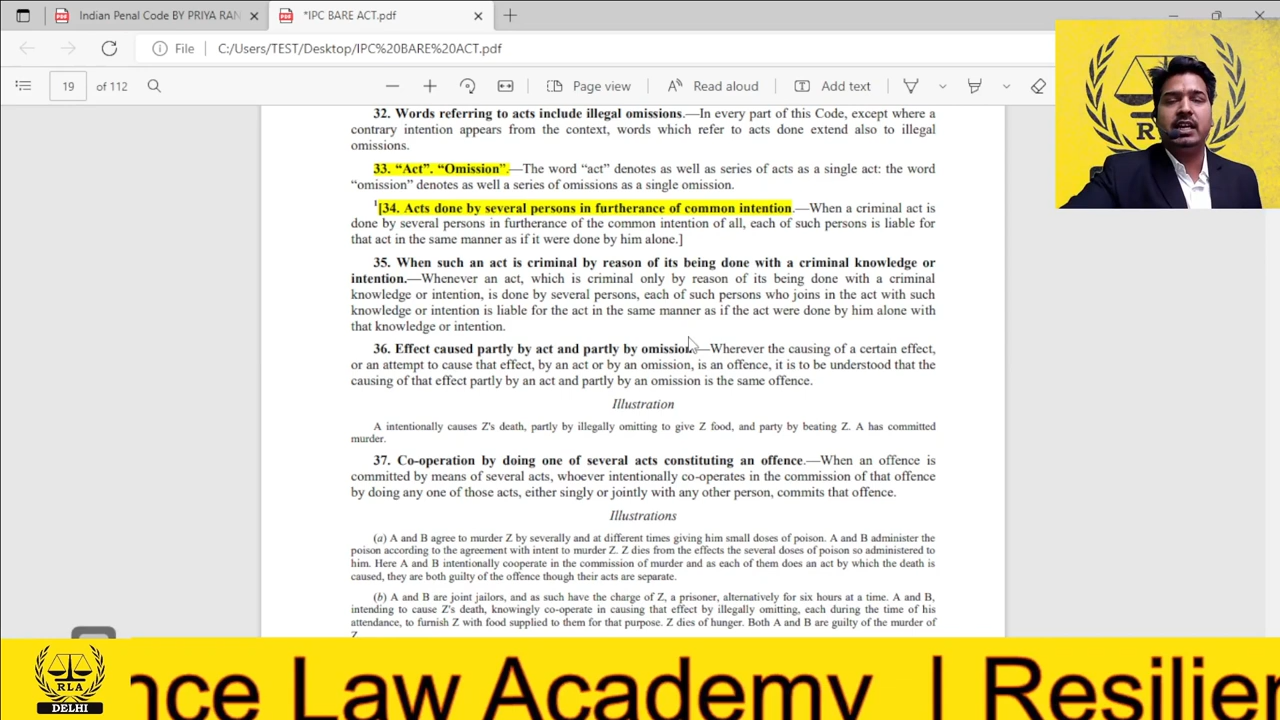 Indian Penal Code BY PRIYA RAN
*IPC BARE ACT.pdf
File
C:/Users/TEST/Desktop/IPC%20BARE%20ACT.pdf
19 of 112
Page view
Read aloud
Add text
32. Words referring to acts include illegal omissions.—In every part of this Code, except where a
contrary intention appears from the context, words which refer to acts done extend also to illegal
omissions.
33. “Act”. “Omission”.—The word “act” denotes as well as series of acts as a single act: the word
“omission” denotes as well a series of omissions as a single omission.
1[34. Acts done by several persons in furtherance of common intention.—When a criminal act is
done by several persons in furtherance of the common intention of all, each of such persons is liable for
that act in the same manner as if it were done by him alone.]
35. When such an act is criminal by reason of its being done with a criminal knowledge or
intention.—Whenever an act, which is criminal only by reason of its being done with a criminal
knowledge or intention, is done by several persons, each of such persons who joins in the act with such
knowledge or intention is liable for the act in the same manner as if the act were done by him alone with
that knowledge or intention.
36. Effect caused partly by act and partly by omission.—Wherever the causing of a certain effect,
or an attempt to cause that effect, by an act or by an omission, is an offence, it is to be understood that the
causing of that effect partly by an act and partly by an omission is the same offence.
Illustration
A intentionally causes Z's death, partly by illegally omitting to give Z food, and party by beating Z. A has committed
murder.
37. Co-operation by doing one of several acts constituting an offence.—When an offence is
committed by means of several acts, whoever intentionally co-operates in the commission of that offence
by doing any one of those acts, either singly or jointly with any other person, commits that offence.
Illustrations
(a) A and B agree to murder Z by severally and at different times giving him small doses of poison. A and B administer the
poison according to the agreement with intent to murder Z. Z dies from the effects the several doses of poison so administered to
him. Here A and B intentionally cooperate in the commission of murder and as each of them does an act by which the death is
caused, they are both guilty of the offence though their acts are separate.
(b) A and B are joint jailors, and as such have the charge of Z, a prisoner, alternatively for six hours at a time. A and B,
intending to cause Z's death, knowingly co-operate in causing that effect by illegally omitting, each during the time of his
attendance, to furnish Z with food supplied to them for that purpose. Z dies of hunger. Both A and B are guilty of the murder of
Z.
RLA
RLA
DELHI
nce Law Academy | Resilier